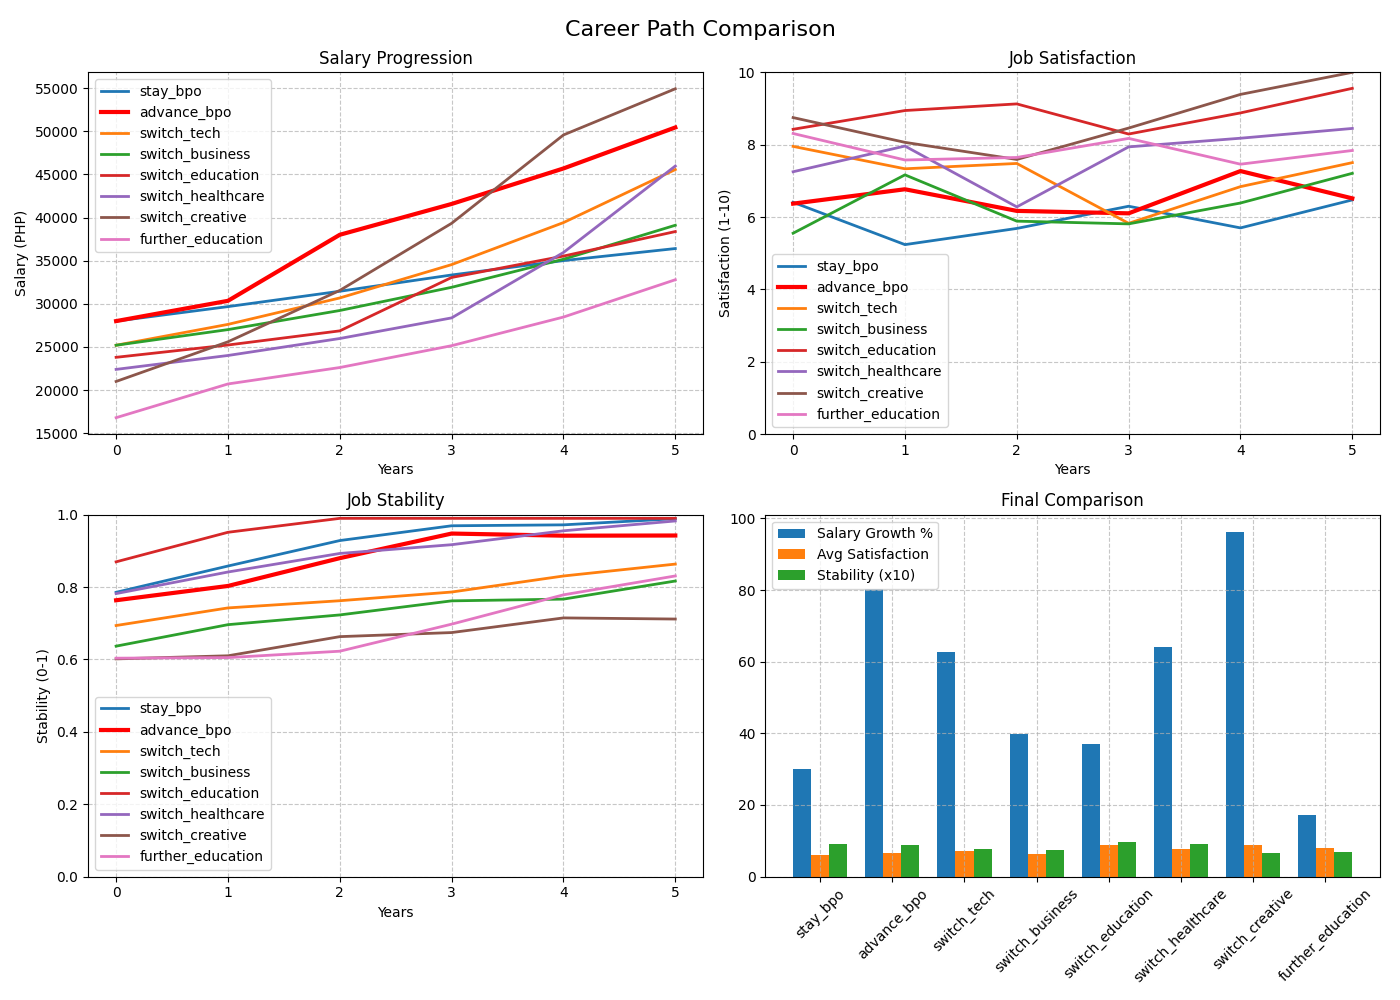 Career Path Comparison
Salary Progression
Salary (PHP)
55000
50000
45000
40000
35000
30000
25000
20000
15000
stay_bpo
advance_bpo
switch_tech
switch_business
switch_education
switch_healthcare
switch_creative
further_education
0 1 2 3 4 5
Years
Job Satisfaction
Satisfaction (1-10)
10
8
6
4
2
0
stay_bpo
advance_bpo
switch_tech
switch_business
switch_education
switch_healthcare
switch_creative
further_education
0 1 2 3 4 5
Years
Job Stability
Stability (0-1)
1.0
0.8
0.6
0.4
0.2
0.0
stay_bpo
advance_bpo
switch_tech
switch_business
switch_education
switch_healthcare
switch_creative
further_education
0 1 2 3 4 5
Years
Final Comparison
100
80
60
40
20
0
Salary Growth %
Avg Satisfaction
Stability (x10)
stay_bpo
advance_bpo
switch_tech
switch_business
switch_education
switch_healthcare
switch_creative
further_education